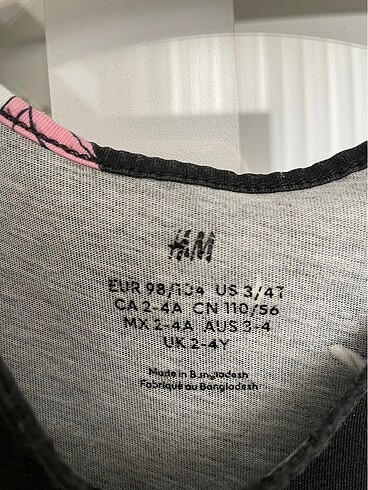 H&M
EUR 98/104 US 3/4T
CA 2-4A CN 110/56
MX 2-4A AUS 3-4
UK 2-4Y
Made in Bangladesh
Fabriqué au Bangladesh